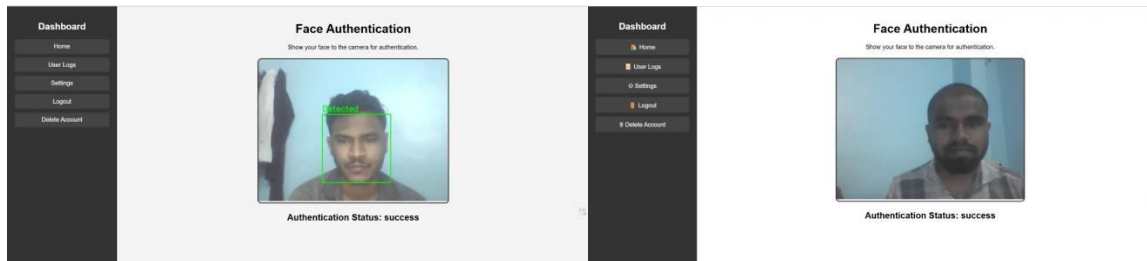 Dashboard
Home
User Logs
Settings
Logout
Delete Account
Face Authentication
Show your face to the camera for authentication.
Detected
Authentication Status: success
Dashboard
🏠 Home
📜 User Logs
⚙ Settings
🚪 Logout
🗑 Delete Account
Face Authentication
Show your face to the camera for authentication.
Authentication Status: success